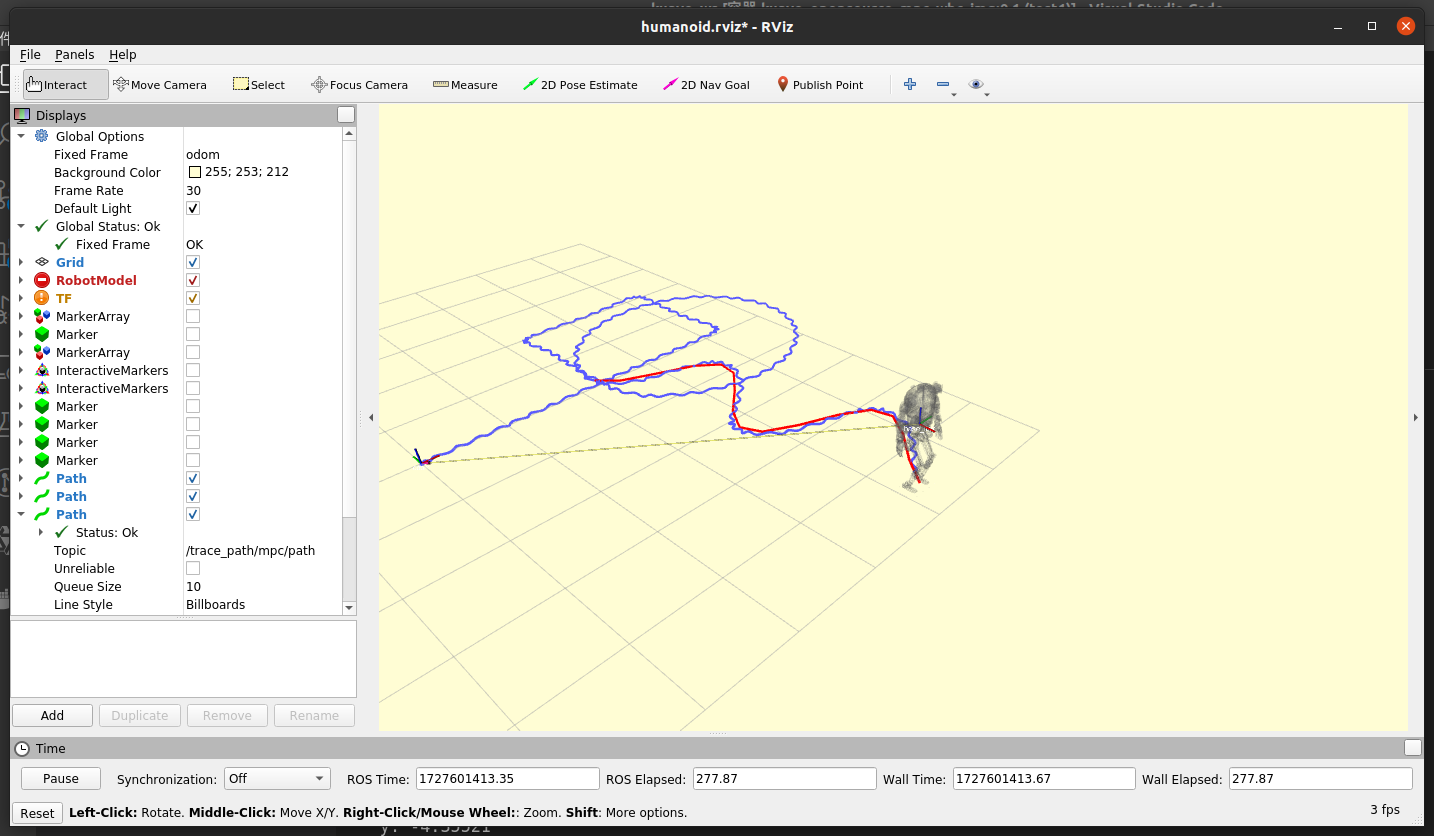 humanoid.rviz* - RViz
File Panels Help
Interact Move Camera Select Focus Camera Measure 2D Pose Estimate 2D Nav Goal Publish Point
Displays
Global Options
Fixed Frame odom
Background Color 255; 253; 212
Frame Rate 30
Default Light
Global Status: Ok
Fixed Frame OK
Grid
RobotModel
TF
MarkerArray
Marker
MarkerArray
InteractiveMarkers
InteractiveMarkers
Marker
Marker
Marker
Marker
Path
Path
Path
Status: Ok
Topic /trace_path/mpc/path
Unreliable
Queue Size 10
Line Style Billboards
Add Duplicate Remove Rename
Time
Pause Synchronization: Off ROS Time: 1727601413.35 ROS Elapsed: 277.87 Wall Time: 1727601413.67 Wall Elapsed: 277.87
Reset Left-Click: Rotate. Middle-Click: Move X/Y. Right-Click/Mouse Wheel:: Zoom. Shift: More options. 3 fps